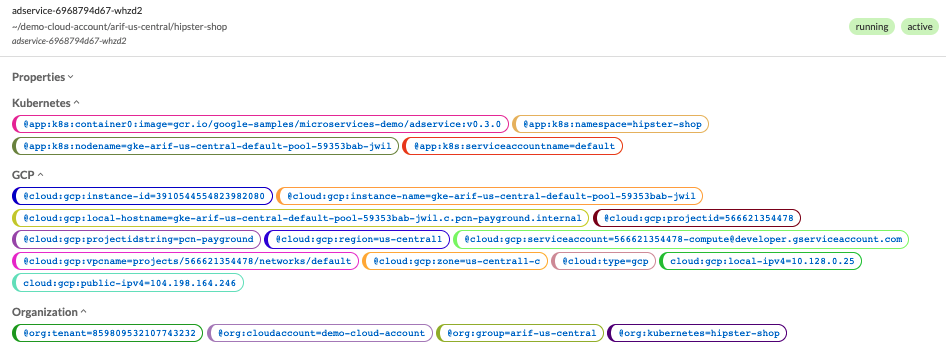 adservice-6968794d67-whzd2
~/demo-cloud-account/arif-us-central/hipster-shop
running active
adservice-6968794d67-whzd2
Properties
Kubernetes
@app:k8s:container0:image=gcr.io/google-samples/microservices-demo/adservice:v0.3.0 @app:k8s:namespace=hipster-shop
@app:k8s:nodename=gke-arif-us-central-default-pool-59353bab-jwil @app:k8s:serviceaccountname=default
GCP
@cloud:gcp:instance-id=3910544554823982080 @cloud:gcp:instance-name=gke-arif-us-central-default-pool-59353bab-jwil
@cloud:gcp:local-hostname=gke-arif-us-central-default-pool-59353bab-jwil.c.pcn-payground.internal @cloud:gcp:projectid=566621354478
@cloud:gcp:projectidstring=pcn-payground @cloud:gcp:region=us-central1 @cloud:gcp:serviceaccount=566621354478-compute@developer.gserviceaccount.com
@cloud:gcp:vpcname=projects/566621354478/networks/default @cloud:gcp:zone=us-central1-c @cloud:type=gcp cloud:gcp:local-ipv4=10.128.0.25
cloud:gcp:public-ipv4=104.198.164.246
Organization
@org:tenant=859809532107743232 @org:cloudaccount=demo-cloud-account @org:group=arif-us-central @org:kubernetes=hipster-shop